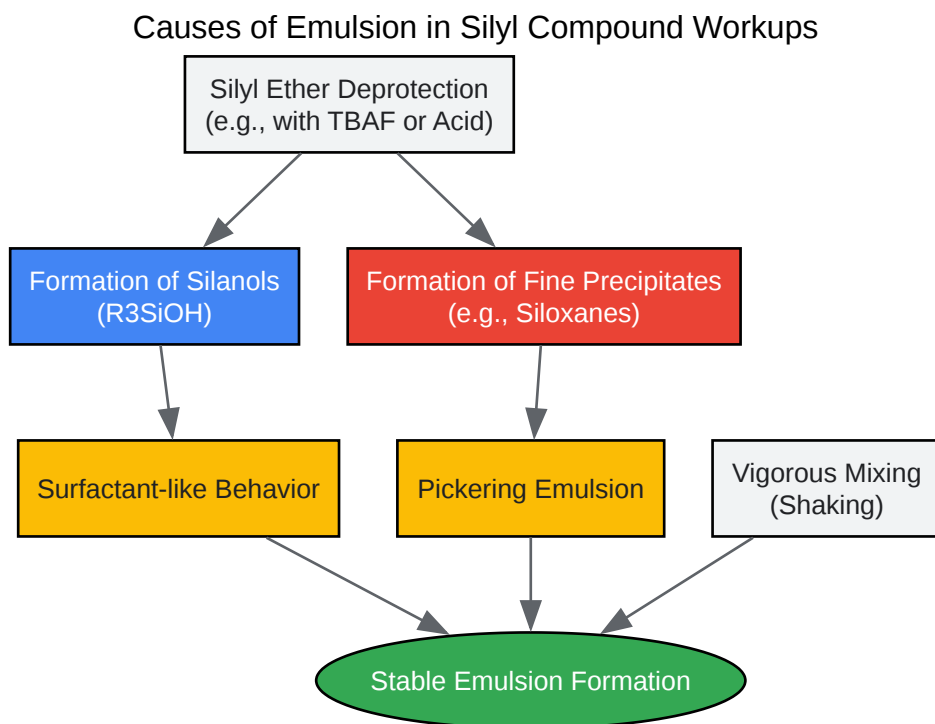 Causes of Emulsion in Silyl Compound Workups
Silyl Ether Deprotection
(e.g., with TBAF or Acid)
Formation of Silanols
(R3SiOH)
Formation of Fine Precipitates
(e.g., Siloxanes)
Surfactant-like Behavior
Pickering Emulsion
Vigorous Mixing
(Shaking)
Stable Emulsion Formation